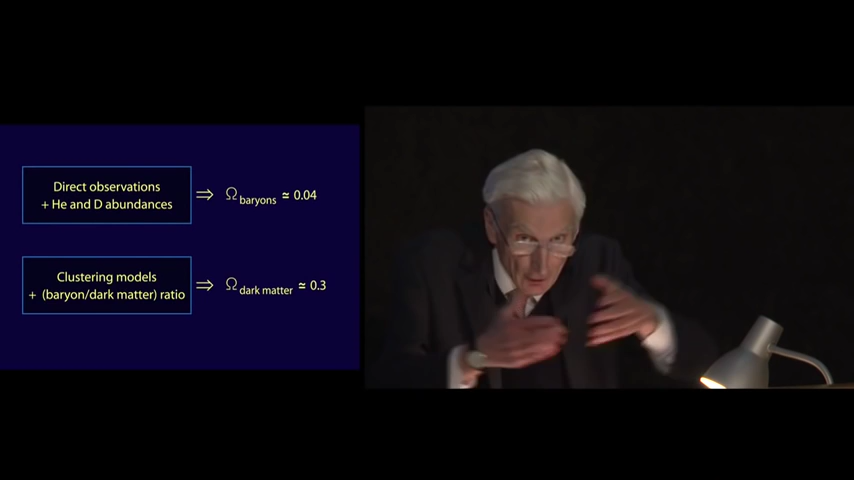 Direct observations
+ He and D abundances
⇒ Ω baryons ≃ 0.04
Clustering models
+ (baryon/dark matter) ratio
⇒ Ω dark matter ≃ 0.3